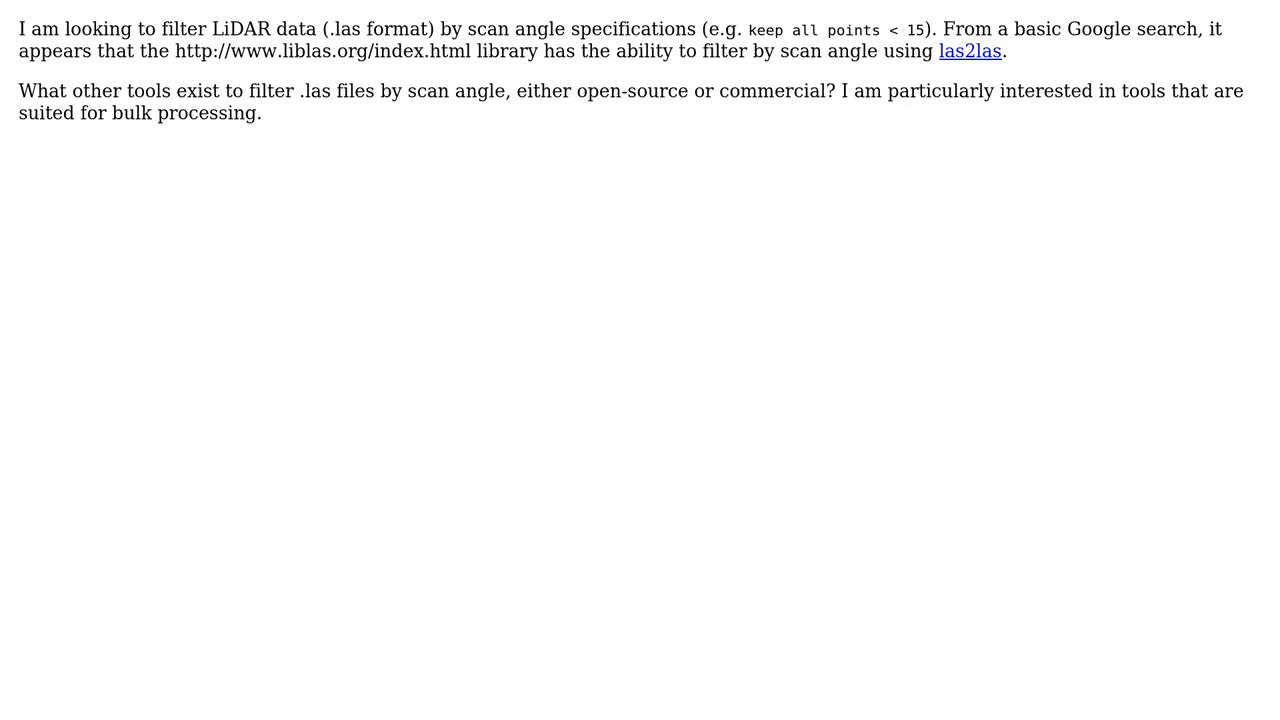 I am looking to filter LiDAR data (.las format) by scan angle specifications (e.g. keep all points < 15). From a basic Google search, it
appears that the http://www.liblas.org/index.html library has the ability to filter by scan angle using las2las.
What other tools exist to filter .las files by scan angle, either open-source or commercial? I am particularly interested in tools that are
suited for bulk processing.